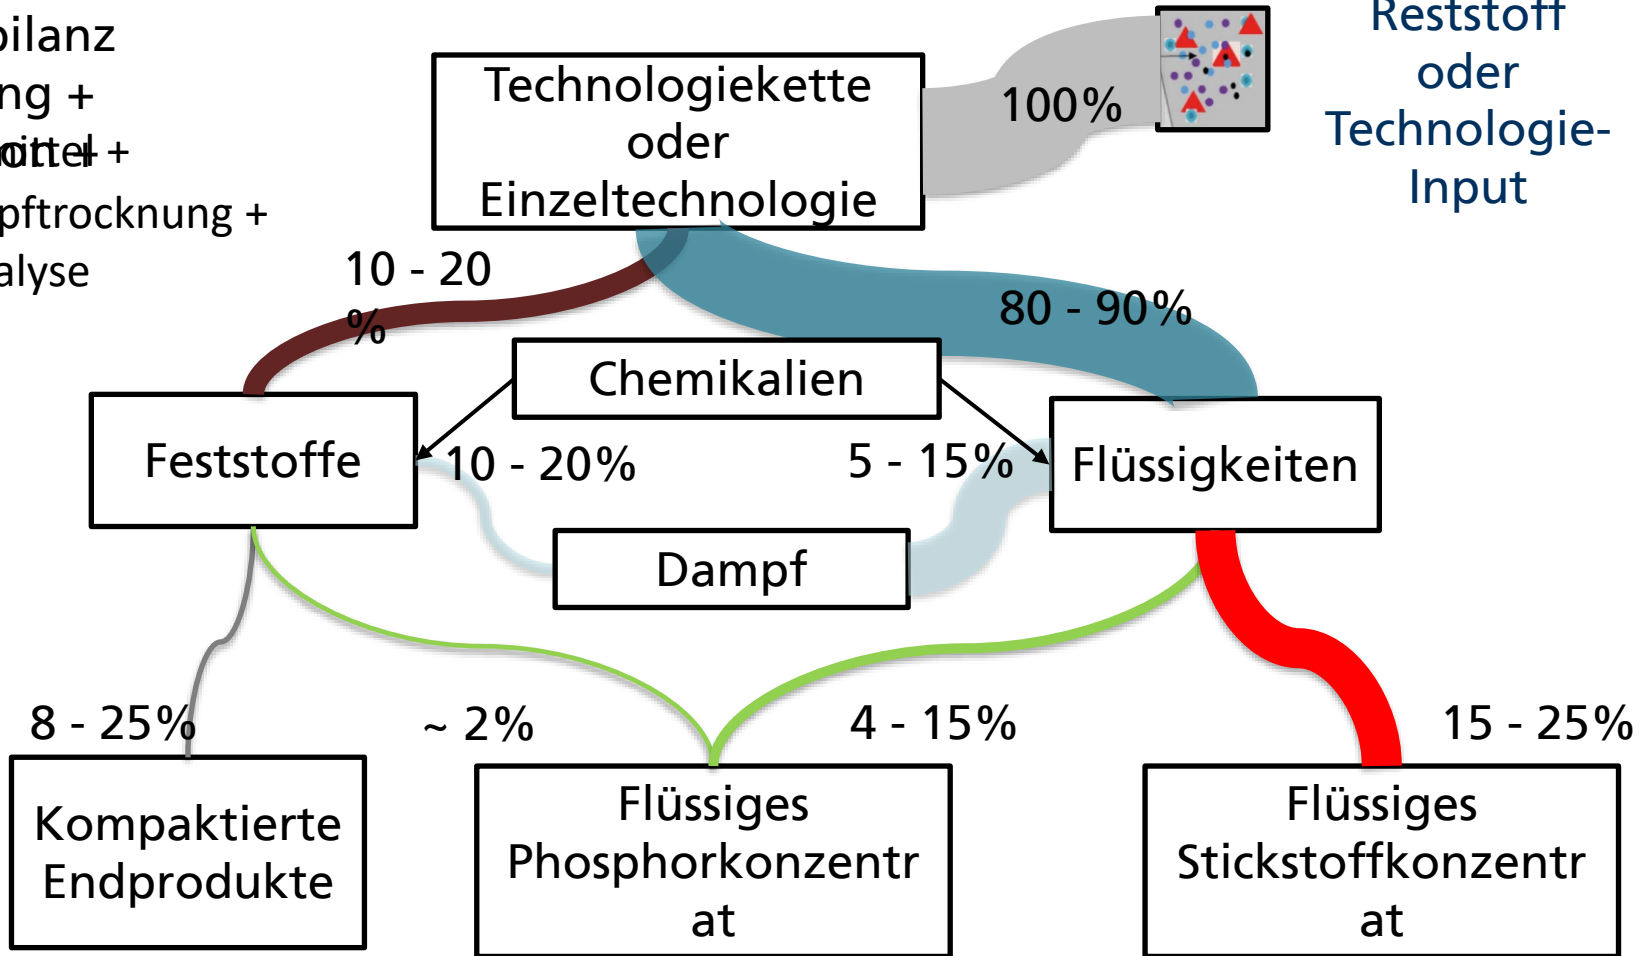 bilanz
ng +
+
pftrocknung +
alyse
Technologiekette
oder
Einzeltechnologie
100%
Reststoff
oder
Technologie-
Input
10 - 20
%
80 - 90%
Chemikalien
Feststoffe
10 - 20%
5 - 15%
Flüssigkeiten
Dampf
8 - 25%
~ 2%
4 - 15%
15 - 25%
Kompaktierte
Endprodukte
Flüssiges
Phosphorkonzentr
at
Flüssiges
Stickstoffkonzentr
at